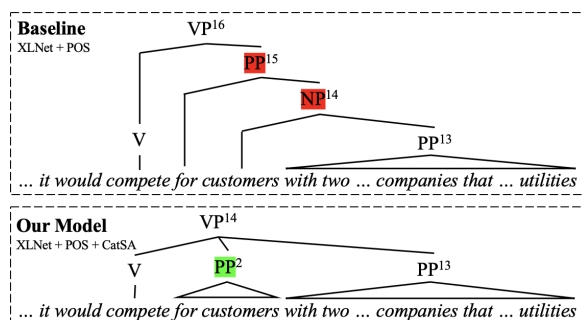 Baseline
VP16
XLNet + POS
PP15
NP14
V
PP13
... it would compete for customers with two ... companies that ... utilities
Our Model
VP14
XLNet + POS + CatSA
V
PP2
PP13
... it would compete for customers with two ... companies that ... utilities